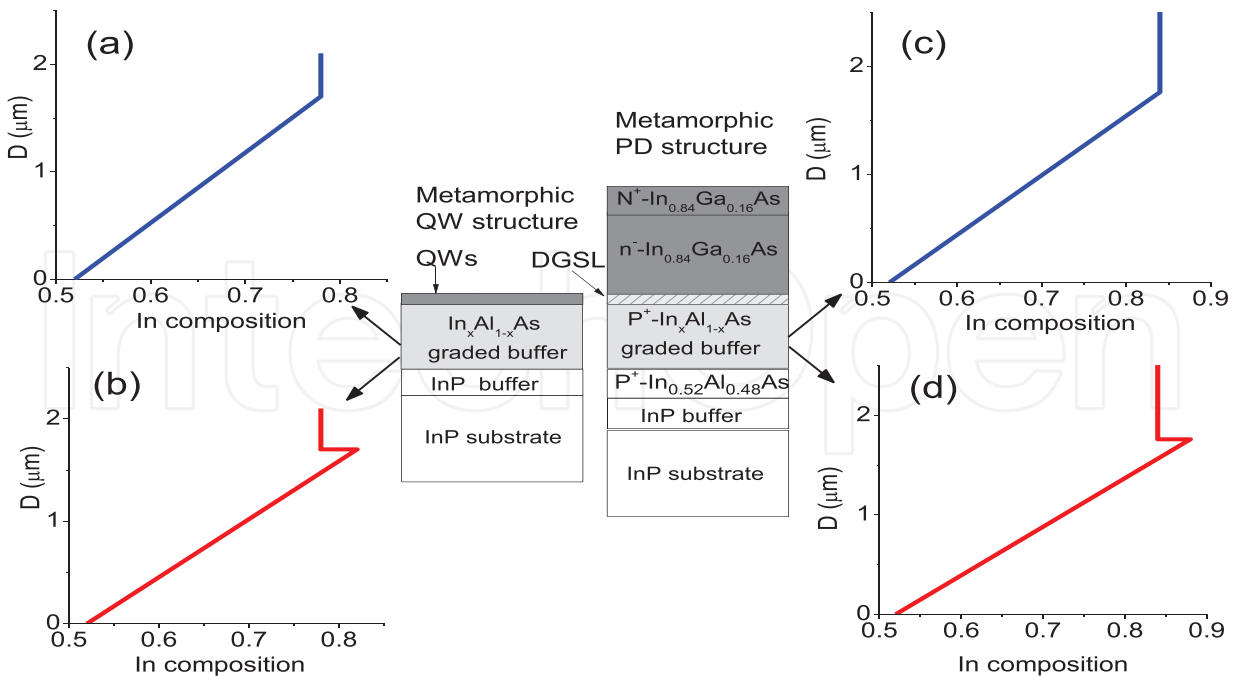 (a)
2
1
0
D (μm)
0.5 0.6 0.7 0.8
In composition
(b)
2
1
0
D (μm)
0.5 0.6 0.7 0.8
In composition
Metamorphic
QW structure
QWs
InxAl1-xAs
graded buffer
InP buffer
InP substrate
Metamorphic
PD structure
DGSL
N+-In0.84Ga0.16As
n--In0.84Ga0.16As
P+-InxAl1-xAs
graded buffer
P+-In0.52Al0.48As
InP buffer
InP substrate
(c)
2
1
0
D (μm)
0.5 0.6 0.7 0.8 0.9
In composition
(d)
2
1
0
D (μm)
0.5 0.6 0.7 0.8 0.9
In composition
IntechOpen